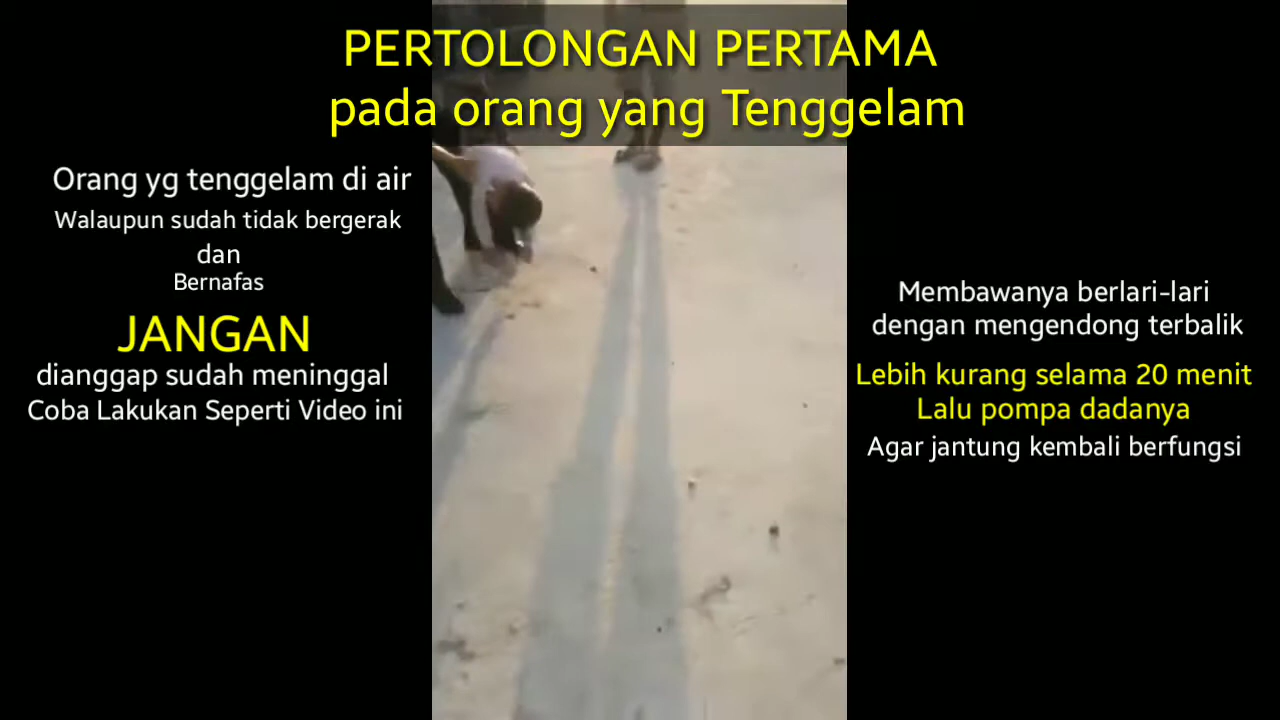 PERTOLONGAN PERTAMA
pada orang yang Tenggelam
Orang yg tenggelam di air
Walaupun sudah tidak bergerak
dan
Bernafas
JANGAN
dianggap sudah meninggal
Coba Lakukan Seperti Video ini
Membawanya berlari-lari
dengan mengendong terbalik
Lebih kurang selama 20 menit
Lalu pompa dadanya
Agar jantung kembali berfungsi